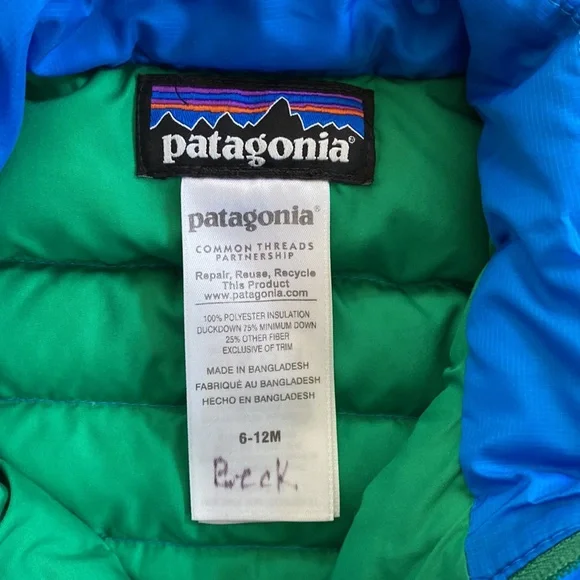 patagonia®
patagonia®
COMMON THREADS
PARTNERSHIP
Repair, Reuse, Recycle
This Product
www.patagonia.com
100% POLYESTER INSULATION
DUCKDOWN 75% MINIMUM DOWN
25% OTHER FIBER
EXCLUSIVE OF TRIM
MADE IN BANGLADESH
FABRIQUÉ AU BANGLADESH
HECHO EN BANGLADESH
6-12M